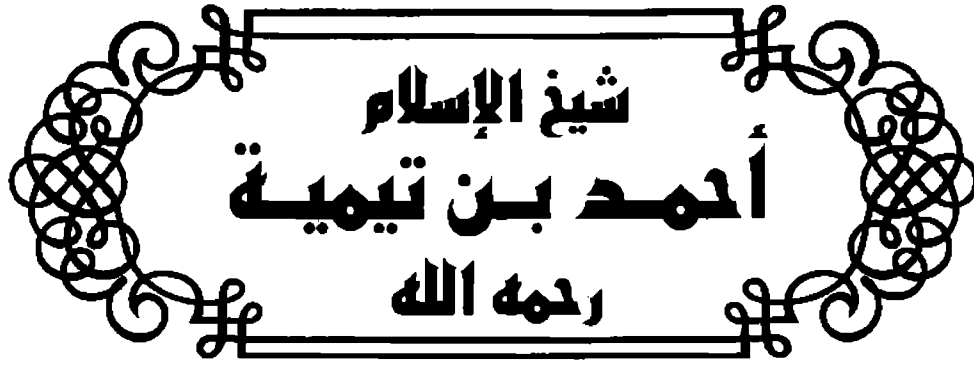 شيخ الإسلام
أحمد بن تيمية
رحمه الله